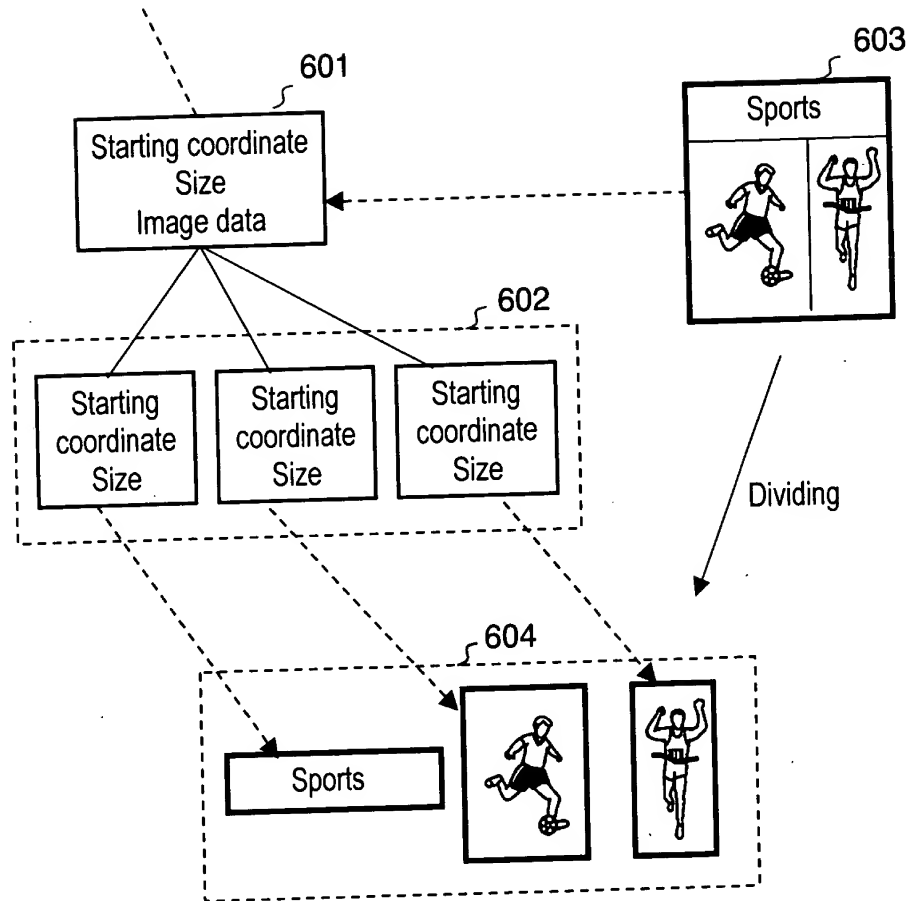 601
Starting coordinate
Size
Image data
603
Sports
602
Starting
coordinate
Size
Starting
coordinate
Size
Starting
coordinate
Size
Dividing
604
Sports